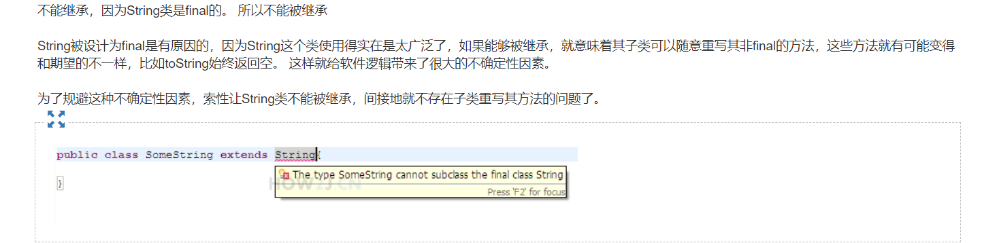 不能继承，因为String类是final的。 所以不能被继承
String被设计为final是有原因的，因为String这个类使用得实在是太广泛了，如果能够被继承，就意味着其子类可以随意重写其非final的方法，这些方法就有可能变得
和期望的不一样，比如toString始终返回空。 这样就给软件逻辑带来了很大的不确定性因素。
为了规避这种不确定性因素，索性让String类不能被继承，间接地就不存在子类重写其方法的问题了。
public class SomeString extends String{
The type SomeString cannot subclass the final class String
}
HOW2J.CN
Press 'F2' for focus